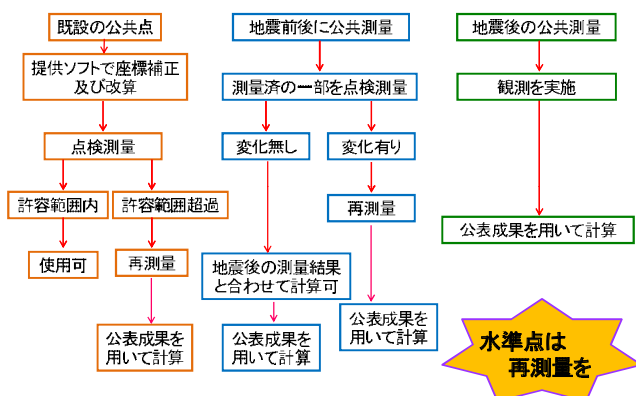 既設の公共点
提供ソフトで座標補正
及び改算
点検測量
許容範囲内
許容範囲超過
使用可
再測量
公表成果を
用いて計算
地震前後に公共測量
測量済の一部を点検測量
変化無し
変化有り
再測量
地震後の測量結果
と合わせて計算可
公表成果を
用いて計算
公表成果を
用いて計算
地震後の公共測量
観測を実施
公表成果を用いて計算
水準点は
再測量を